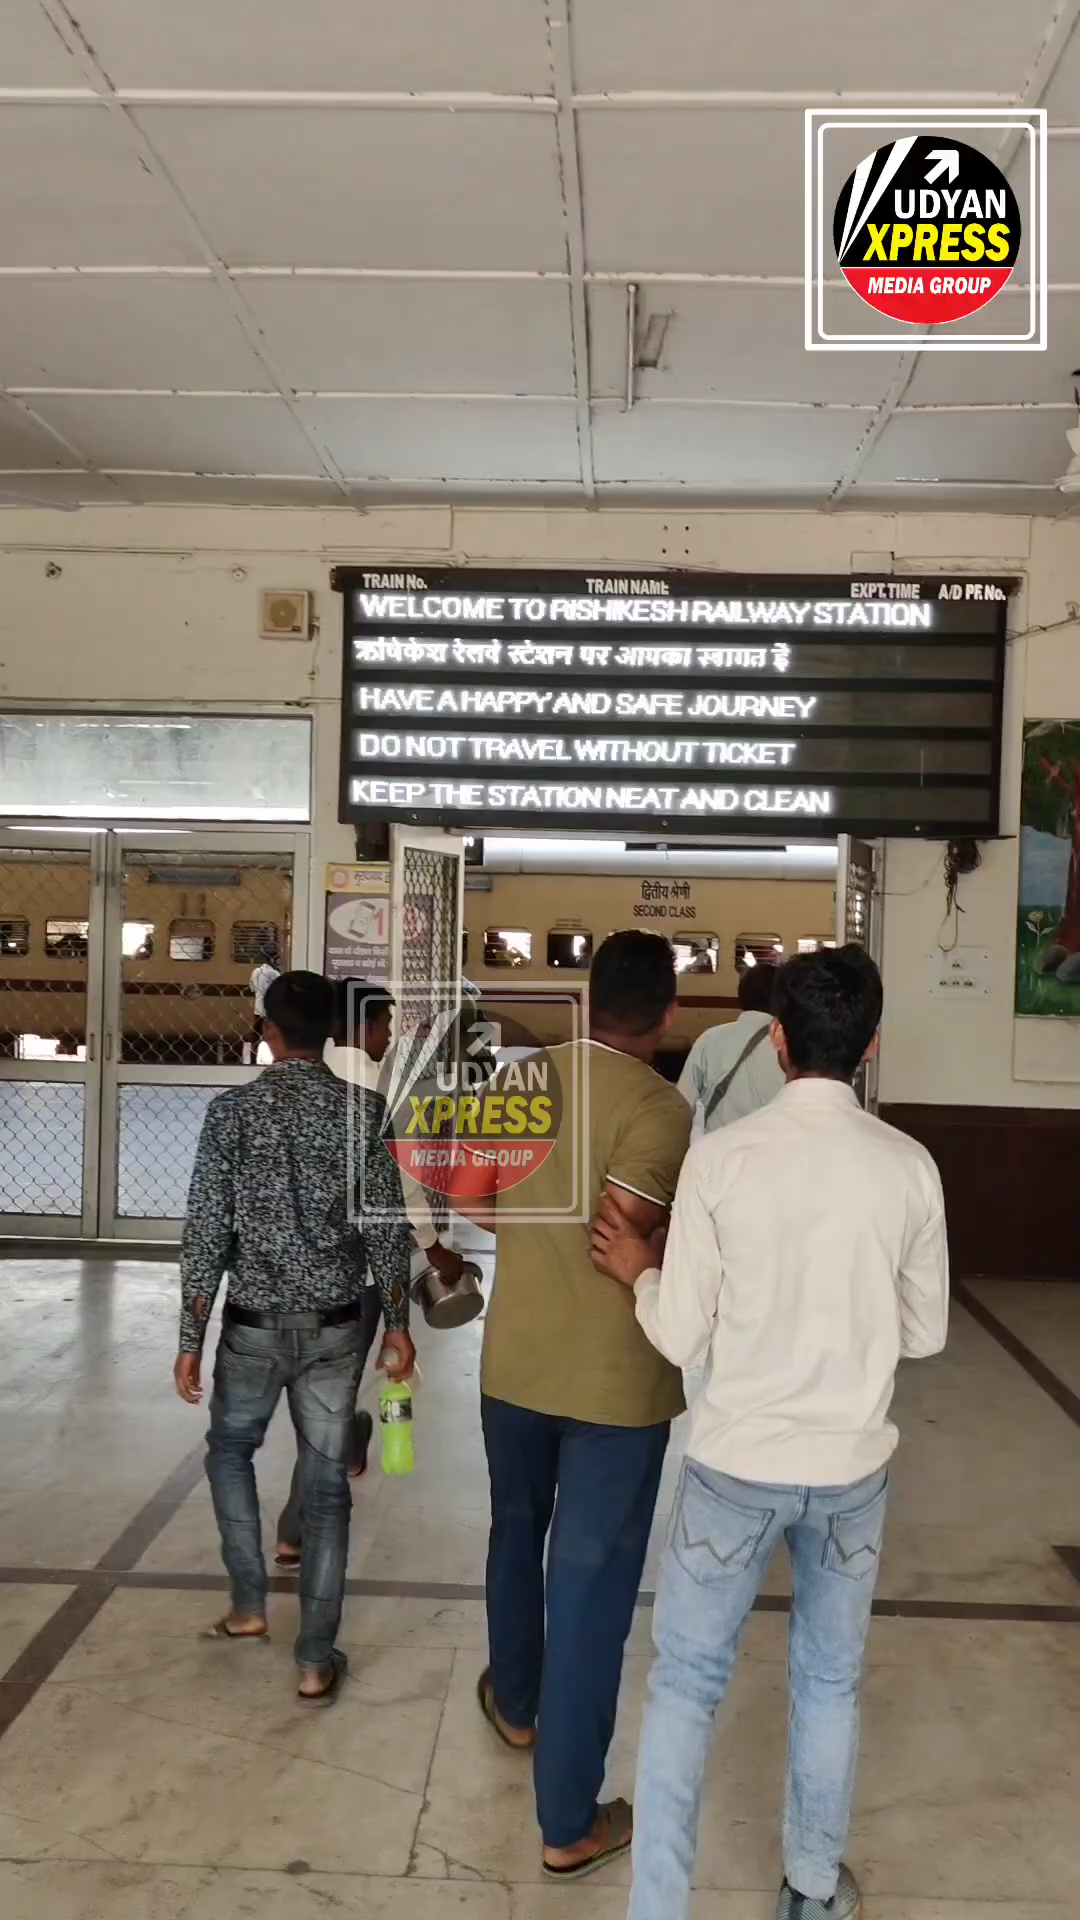 UDYAN
XPRESS
MEDIA GROUP
TRAIN No. TRAIN NAME EXPT.TIME A/D PF.No.
WELCOME TO RISHIKESH RAILWAY STATION
ऋषिकेश रेलवे स्टेशन पर आपका स्वागत है
HAVE A HAPPY AND SAFE JOURNEY
DO NOT TRAVEL WITHOUT TICKET
KEEP THE STATION NEAT AND CLEAN
द्वितीय श्रेणी
SECOND CLASS
मुरादाबाद
UDYAN
XPRESS
MEDIA GROUP